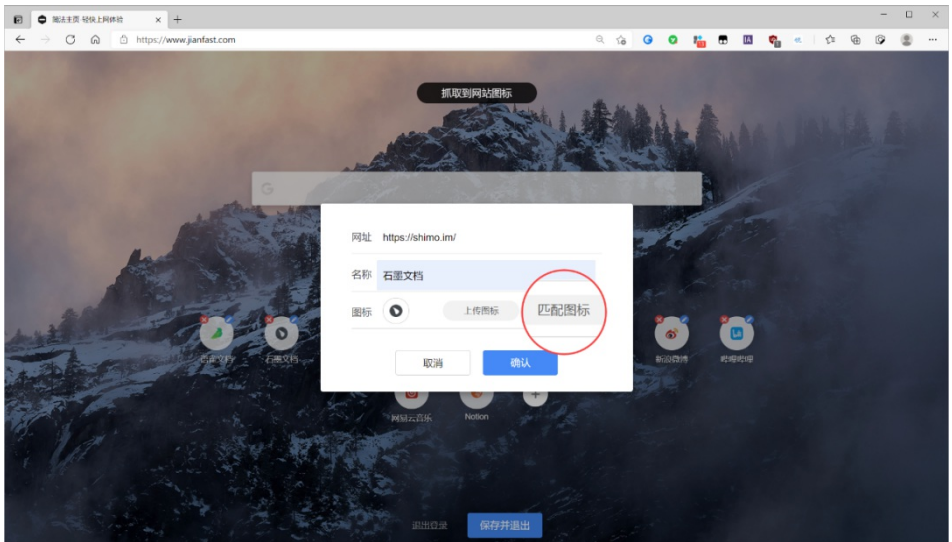 简法主页-轻快上网体验
https://www.jianfast.com
抓取到网站图标
网址 https://shimo.im/
名称 石墨文档
图标 上传图标 匹配图标
取消 确认
石墨文档
新浪微博
哔哩哔哩
网易云音乐
Notion
退出登录
保存并退出